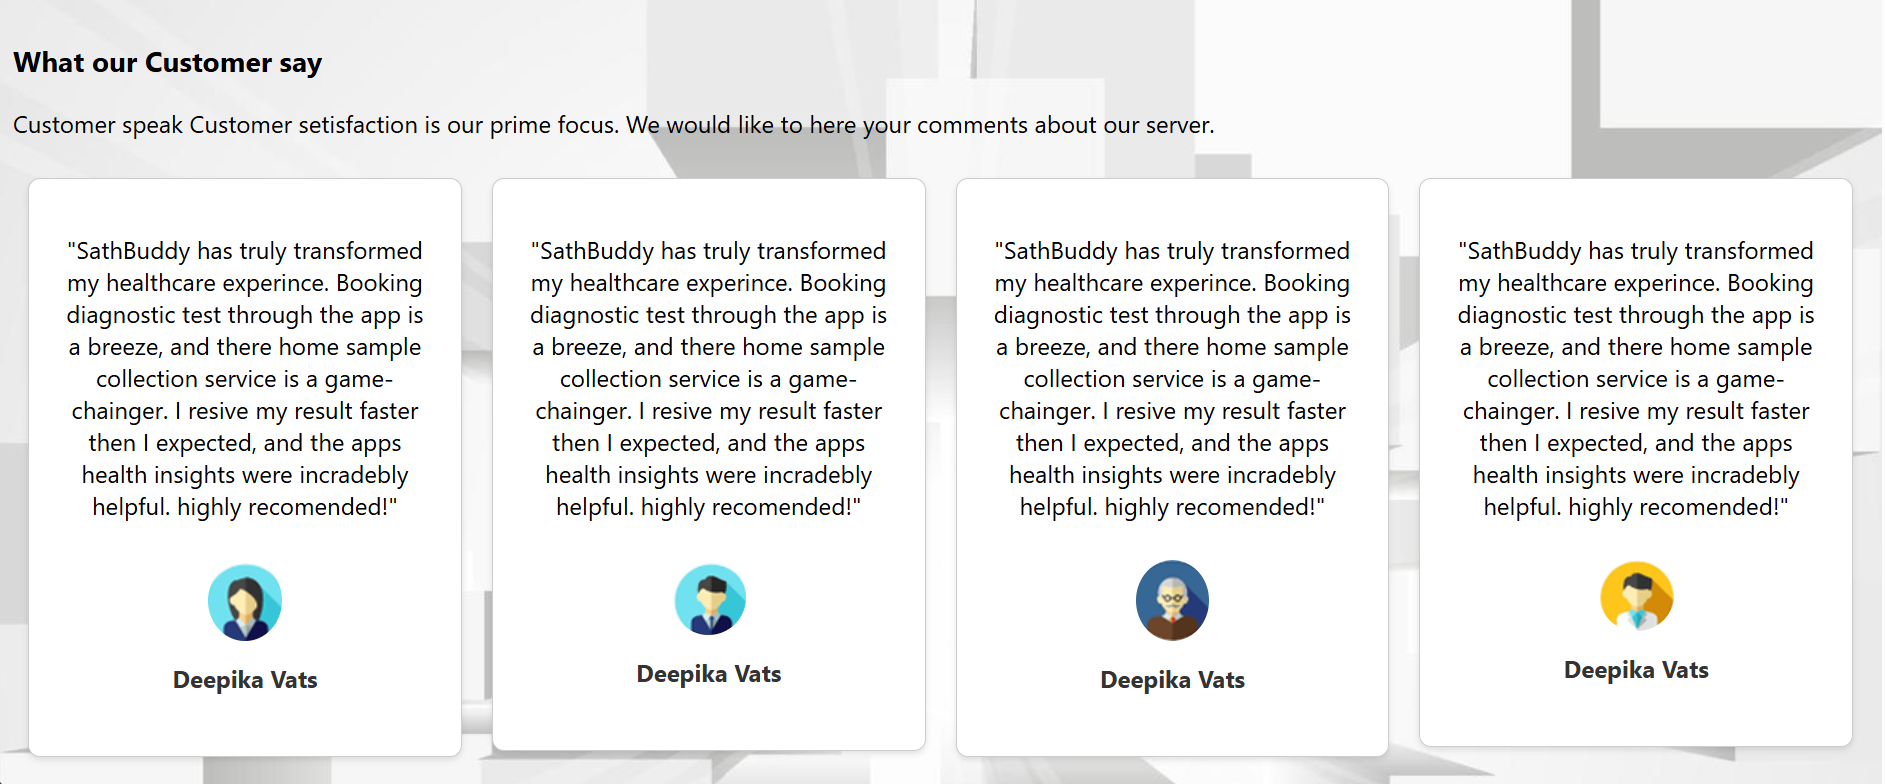 What our Customer say
Customer speak Customer setisfaction is our prime focus. We would like to here your comments about our server.
"SathBuddy has truly transformed
my healthcare experince. Booking
diagnostic test through the app is
a breeze, and there home sample
collection service is a game-
chainger. I resive my result faster
then I expected, and the apps
health insights were incradebly
helpful. highly recomended!"
Deepika Vats
"SathBuddy has truly transformed
my healthcare experince. Booking
diagnostic test through the app is
a breeze, and there home sample
collection service is a game-
chainger. I resive my result faster
then I expected, and the apps
health insights were incradebly
helpful. highly recomended!"
Deepika Vats
"SathBuddy has truly transformed
my healthcare experince. Booking
diagnostic test through the app is
a breeze, and there home sample
collection service is a game-
chainger. I resive my result faster
then I expected, and the apps
health insights were incradebly
helpful. highly recomended!"
Deepika Vats
"SathBuddy has truly transformed
my healthcare experince. Booking
diagnostic test through the app is
a breeze, and there home sample
collection service is a game-
chainger. I resive my result faster
then I expected, and the apps
health insights were incradebly
helpful. highly recomended!"
Deepika Vats